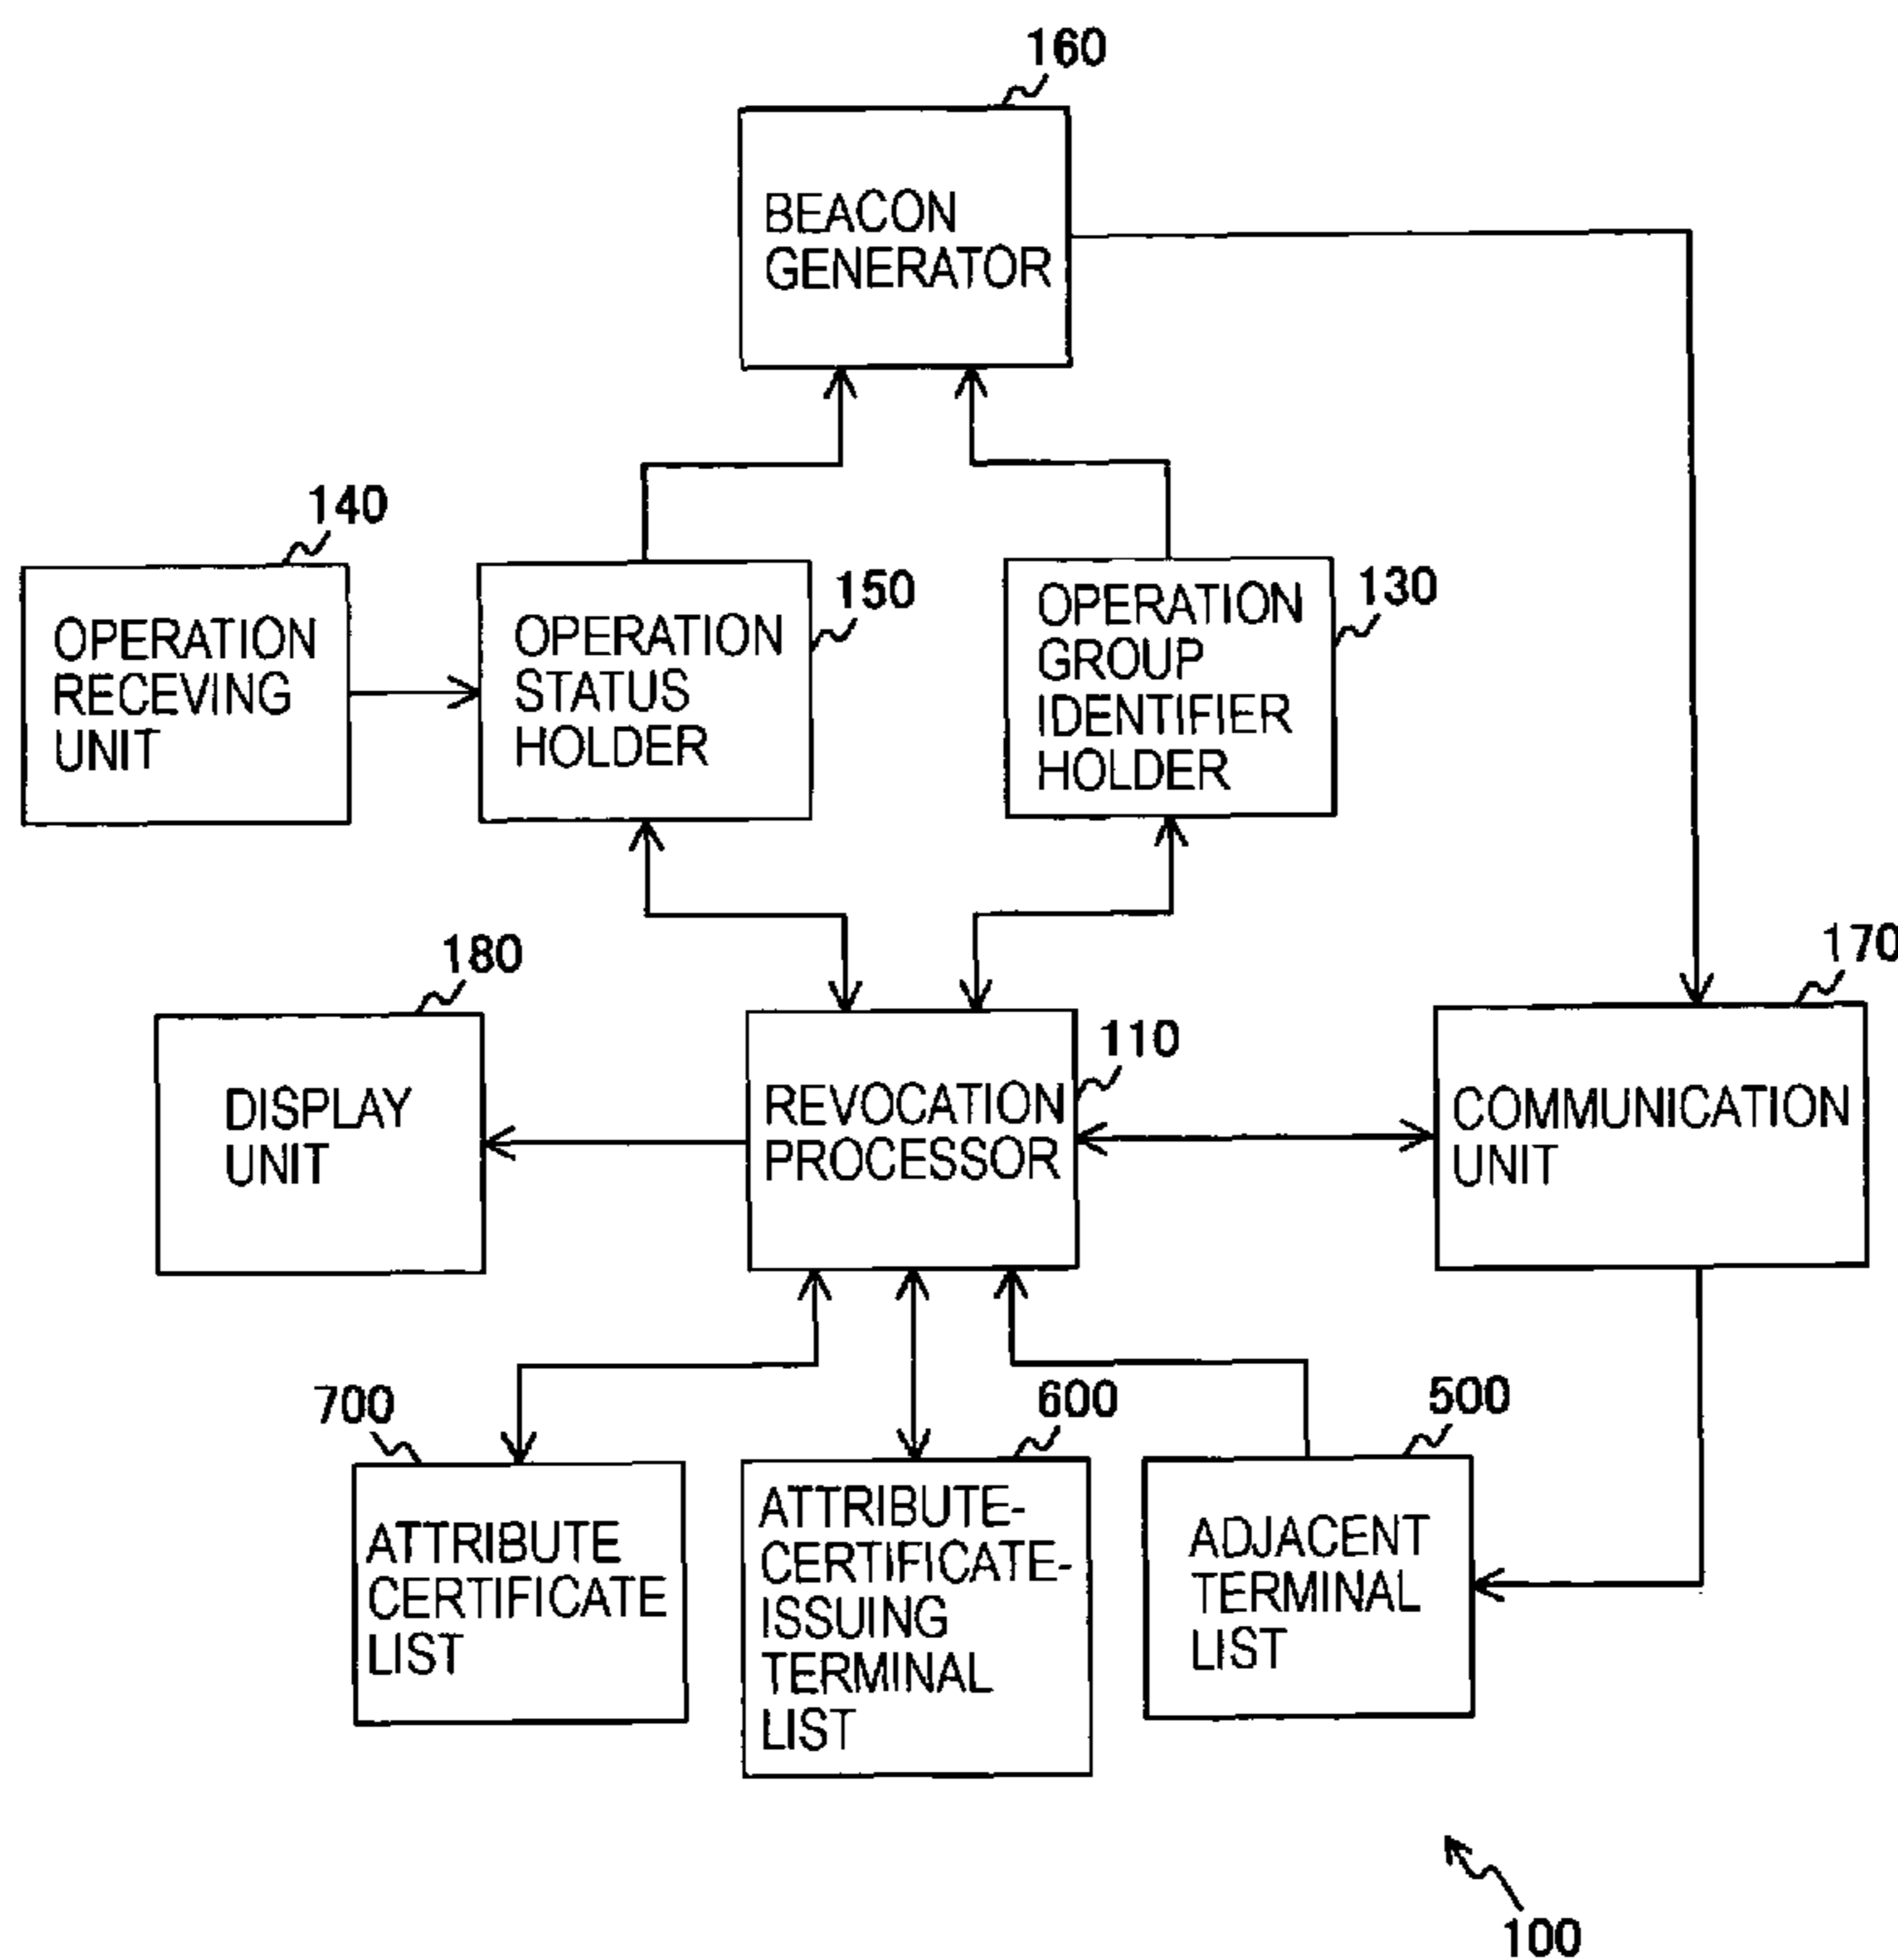 160
BEACON
GENERATOR
140
OPERATION
RECEVING
UNIT
150
OPERATION
STATUS
HOLDER
130
OPERATION
GROUP
IDENTIFIER
HOLDER
180
DISPLAY
UNIT
110
REVOCATION
PROCESSOR
170
COMMUNICATION
UNIT
700
ATTRIBUTE
CERTIFICATE
LIST
600
ATTRIBUTE-
CERTIFICATE-
ISSUING
TERMINAL
LIST
500
ADJACENT
TERMINAL
LIST
100